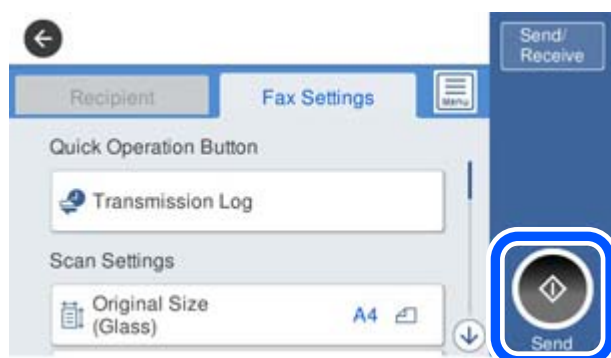 Send/
Receive
Recipient
Fax Settings
Menu
Quick Operation Button
Transmission Log
Scan Settings
Original Size
(Glass)
A4
Send